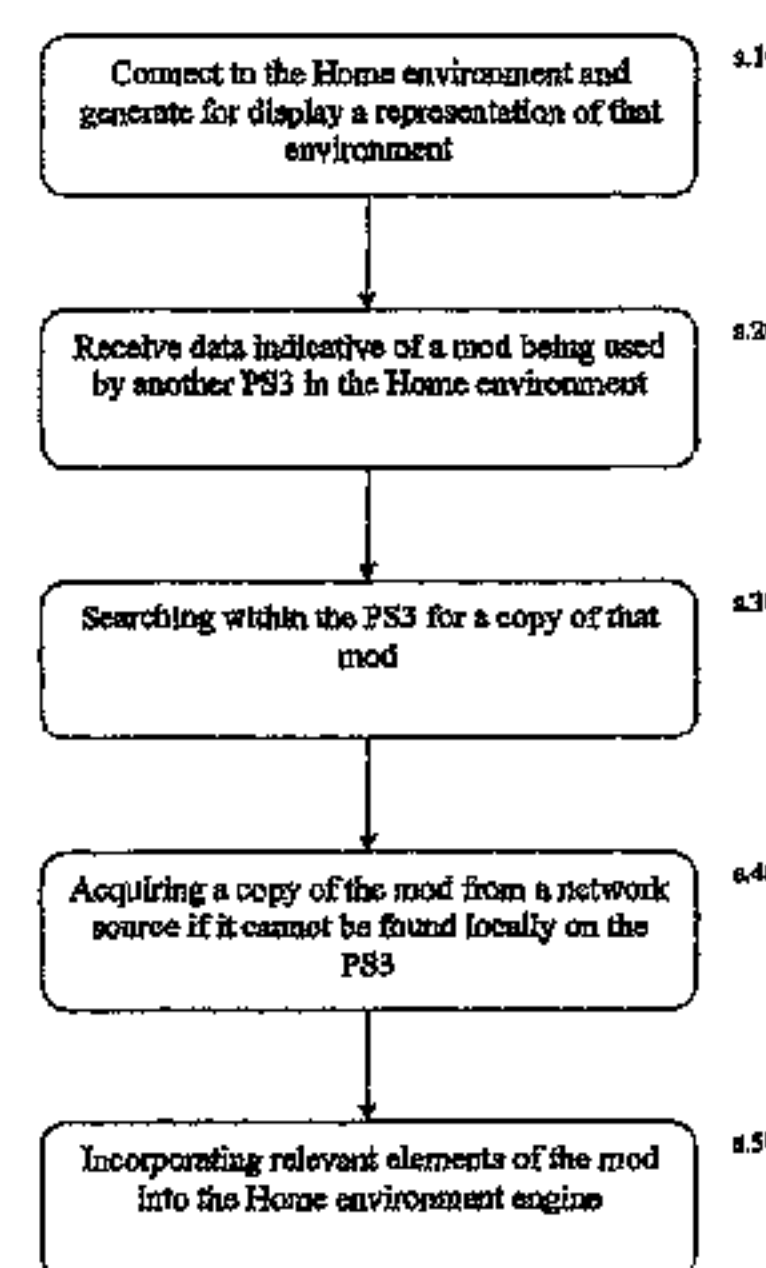 Connect to the Home environment and
generate for display a representation of that
environment
Receive data indicative of a mod being used
by another PS3 in the Home environment
Searching within the PS3 for a copy of that
mod
Acquiring a copy of the mod from a network
source if it cannot be found locally on the
PS3
Incorporating relevant elements of the mod
into the Home environment engine